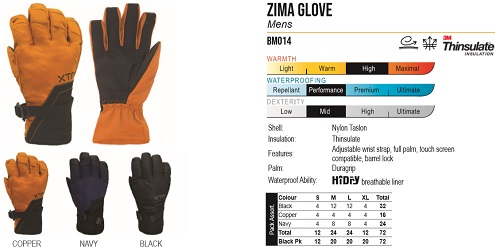 ZIMA GLOVE
Mens
BM014
3M
Thinsulate
INSULATION
WARMTH
Light Warm High Maximal
WATERPROOFING
Repellant Performance Premium Ultimate
DEXTERITY
Low Mid High Ultimate
Shell: Nylon Taslon
Insulation: Thinsulate
Features: Adjustable wrist strap, full palm, touch screen
compatible, barrel lock
Palm: Duragrip
Waterproof Ability: HiDry breathable liner
Pack Assort.
Colour S M L XL Total
Black 4 12 12 4 32
Copper 4 4 4 4 16
Navy 4 8 8 4 24
Total 12 24 24 12 72
Black Pk 12 20 20 20 72
XTM
COPPER NAVY BLACK